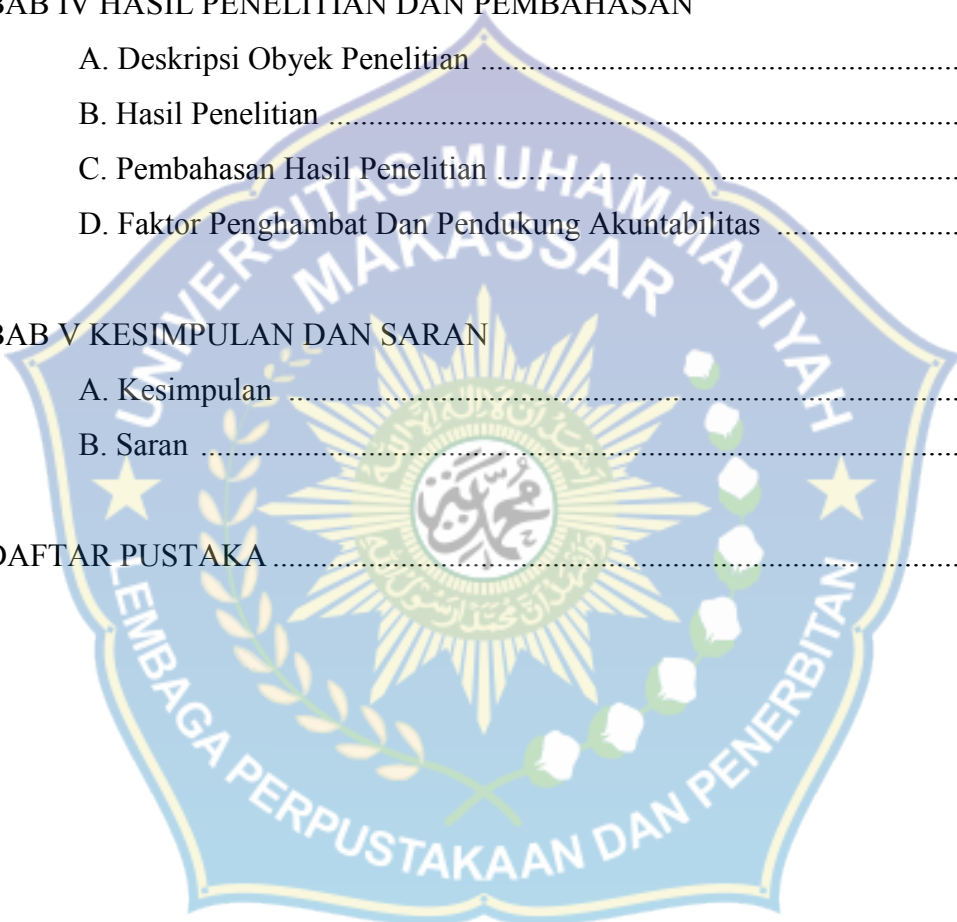 BAB IV HASIL PENELITIAN DAN PEMBAHASAN
A. Deskripsi Obyek Penelitian ................................................................
B. Hasil Penelitian ................................................................
C. Pembahasan Hasil Penelitian ................................................................
D. Faktor Penghambat Dan Pendukung Akuntabilitas ......................
BAB V KESIMPULAN DAN SARAN
A. Kesimpulan ................................................................
B. Saran ................................................................
DAFTAR PUSTAKA ................................................................
UNIVERSITAS MUHAMMADIYAH
MAKASSAR
LEMBAGA PERPUSTAKAAN DAN PENERBITAN